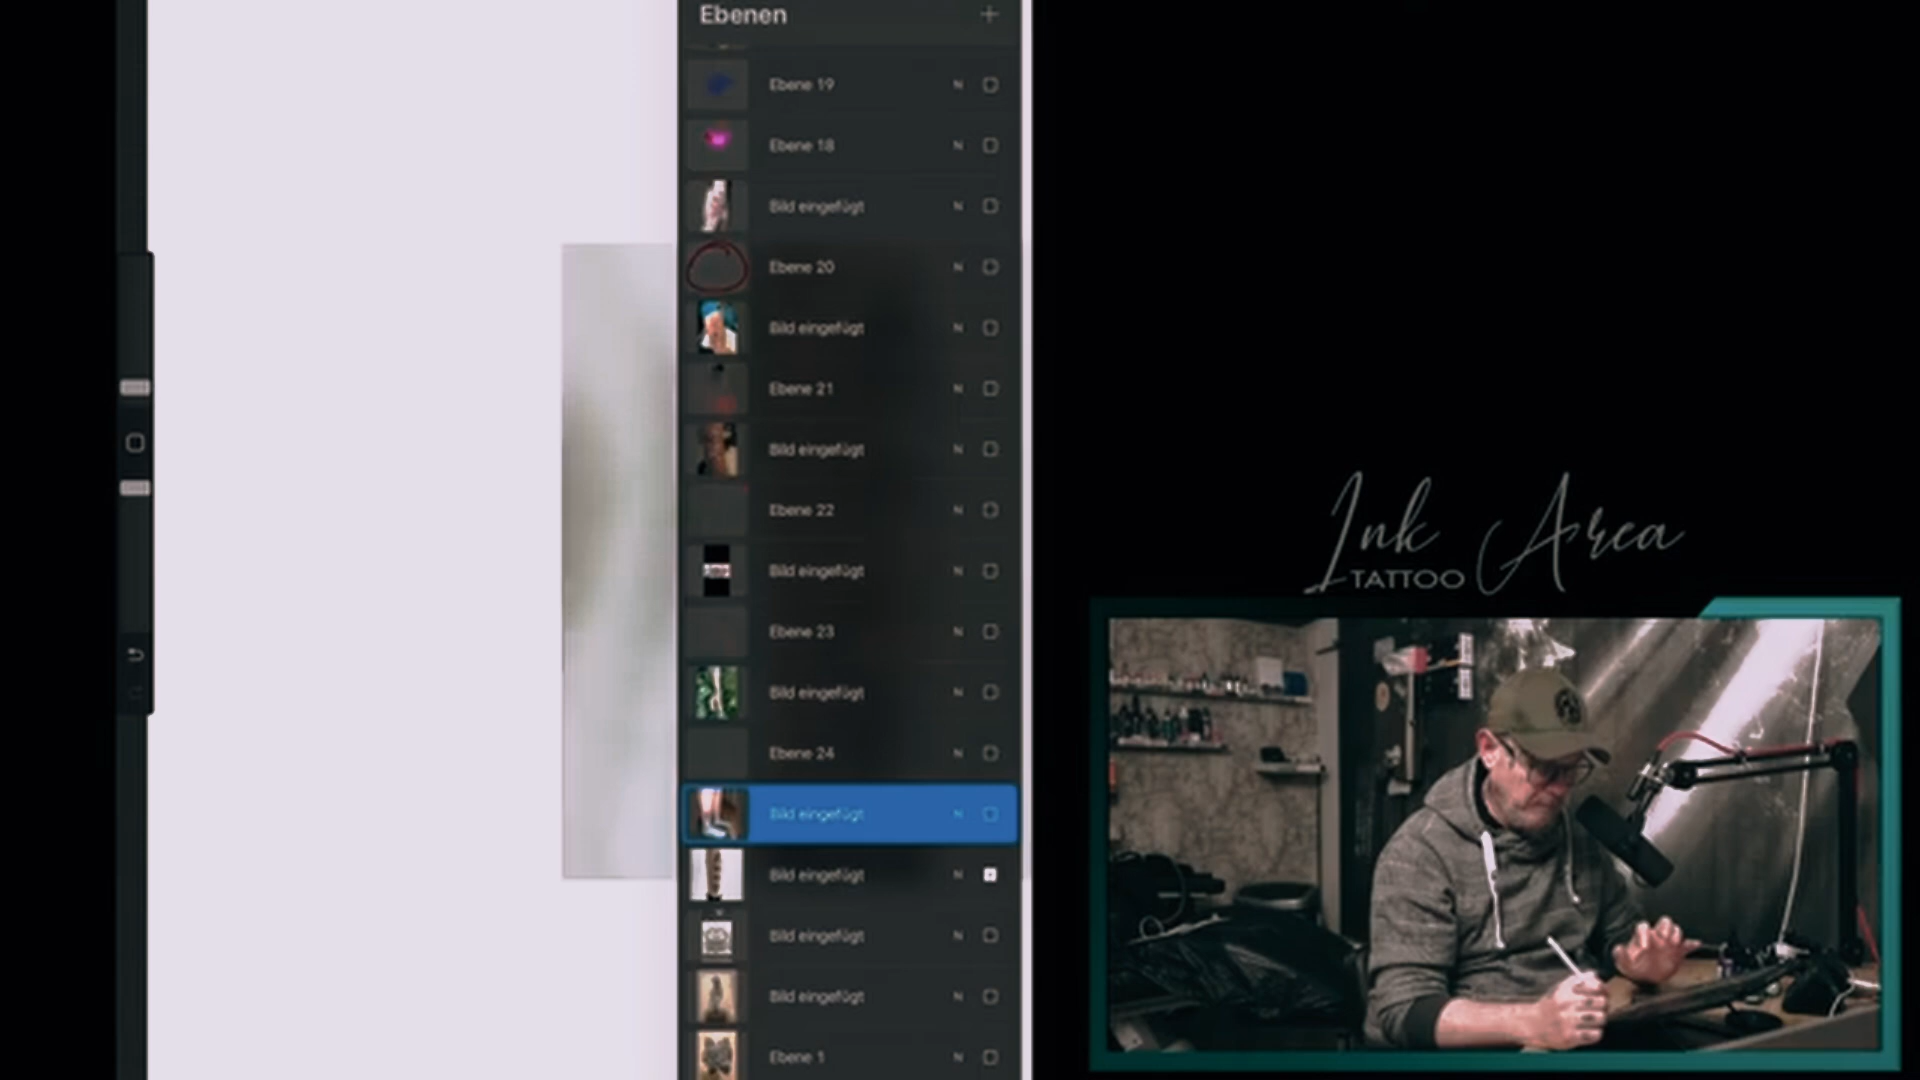 Ebenen
Ebene 19 N
Ebene 18 N
Bild eingefügt N
Ebene 20 N
Bild eingefügt N
Ebene 21 N
Bild eingefügt N
Ebene 22 N
Bild eingefügt N
Ebene 23 N
Bild eingefügt N
Ebene 24 N
Bild eingefügt N
Bild eingefügt N
Bild eingefügt N
Bild eingefügt N
Ebene 1 N
Ink Area
TATTOO